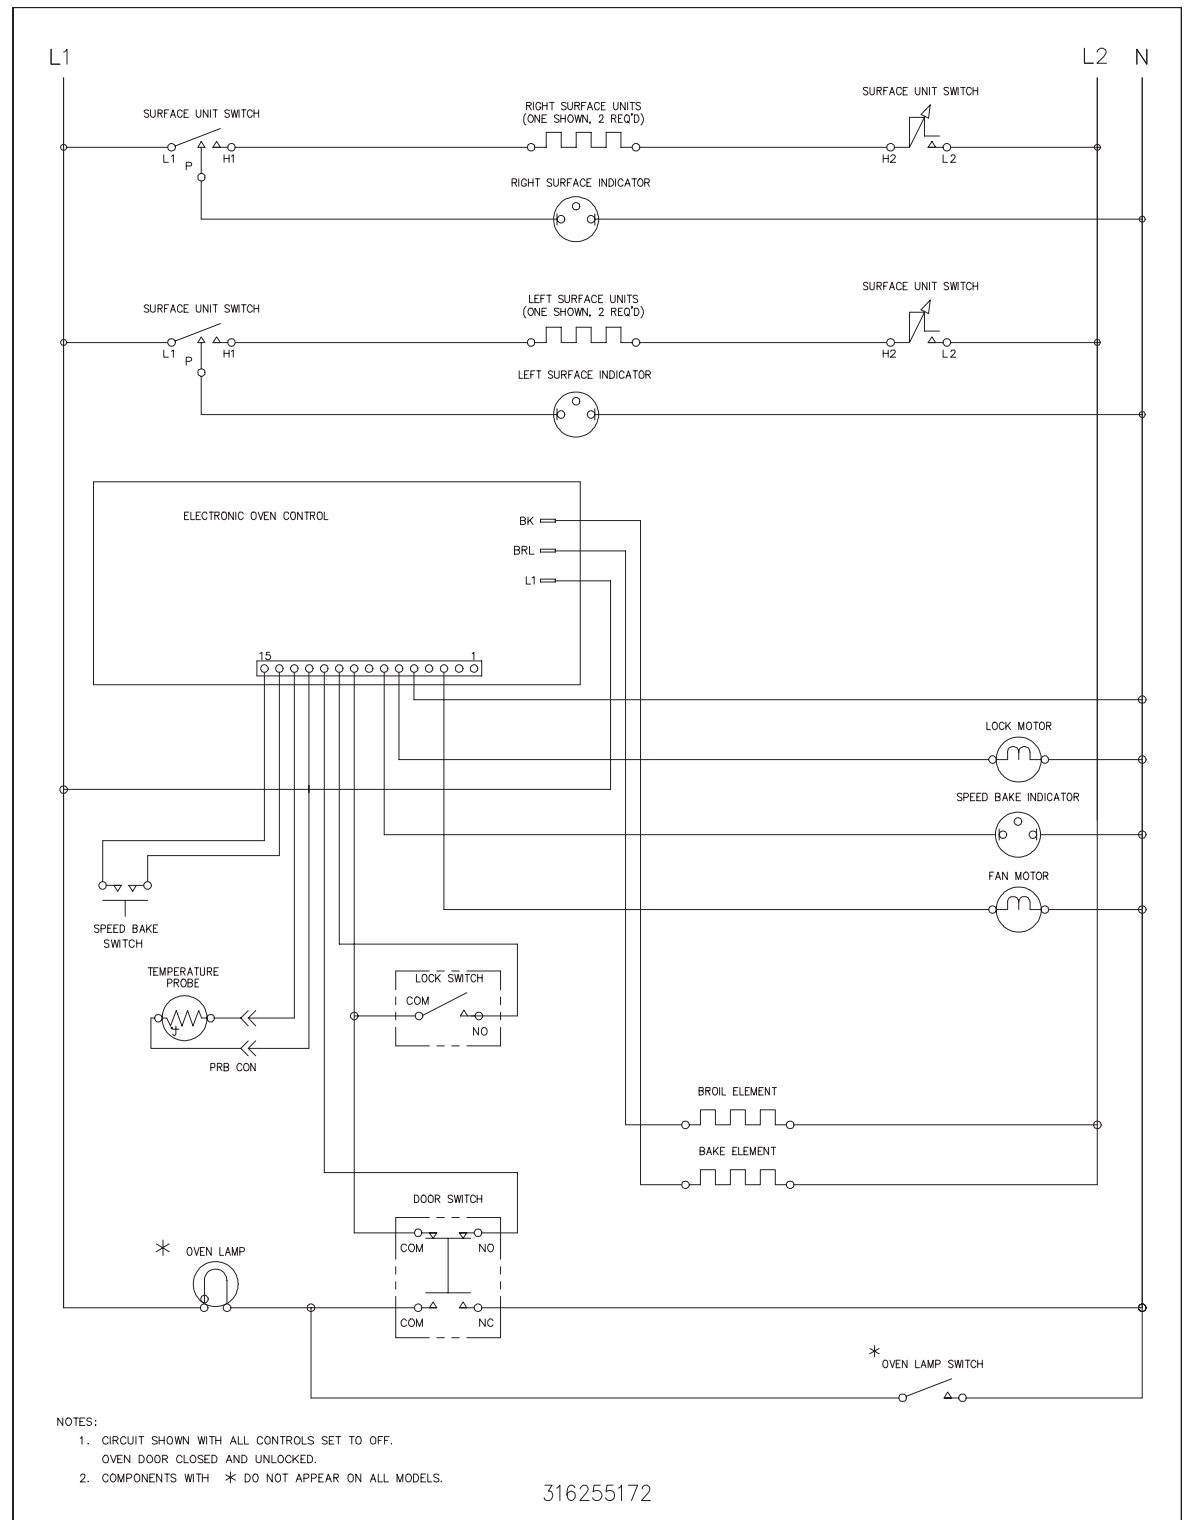 L1
L2 N
SURFACE UNIT SWITCH
RIGHT SURFACE UNITS
(ONE SHOWN, 2 REQ'D)
SURFACE UNIT SWITCH
L1
P
H1
H2
L2
RIGHT SURFACE INDICATOR
SURFACE UNIT SWITCH
LEFT SURFACE UNITS
(ONE SHOWN, 2 REQ'D)
SURFACE UNIT SWITCH
L1
P
H1
H2
L2
LEFT SURFACE INDICATOR
ELECTRONIC OVEN CONTROL
BK
BRL
L1
15
1
LOCK MOTOR
SPEED BAKE INDICATOR
FAN MOTOR
SPEED BAKE
SWITCH
TEMPERATURE
PROBE
PRB CON
LOCK SWITCH
COM
NO
BROIL ELEMENT
BAKE ELEMENT
DOOR SWITCH
COM
NO
COM
NC
* OVEN LAMP
* OVEN LAMP SWITCH
NOTES:
1. CIRCUIT SHOWN WITH ALL CONTROLS SET TO OFF.
OVEN DOOR CLOSED AND UNLOCKED.
2. COMPONENTS WITH * DO NOT APPEAR ON ALL MODELS.
316255172